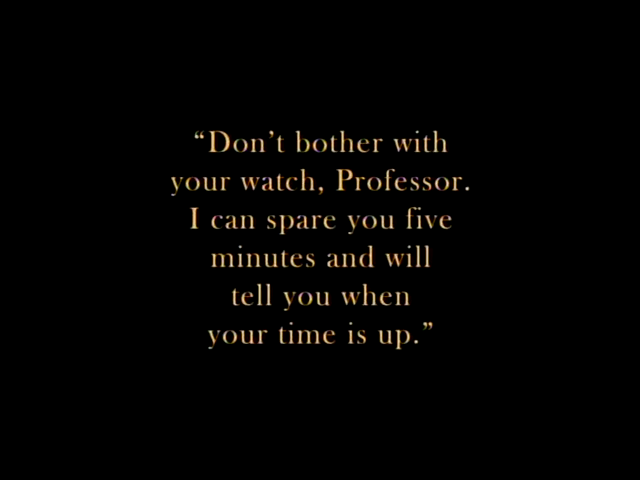 “Don’t bother with
your watch, Professor.
I can spare you five
minutes and will
tell you when
your time is up.”